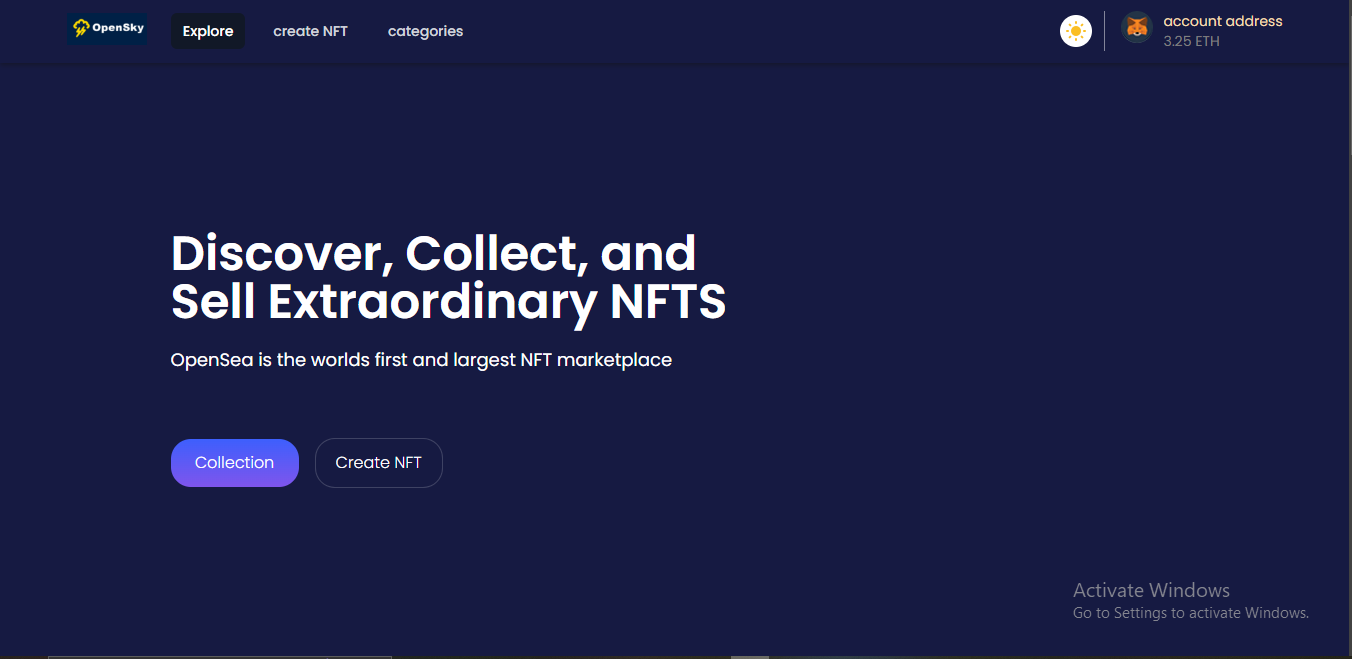 OpenSky
Explore
create NFT
categories
account address
3.25 ETH
Discover, Collect, and
Sell Extraordinary NFTS
OpenSea is the worlds first and largest NFT marketplace
Collection
Create NFT
Activate Windows
Go to Settings to activate Windows.